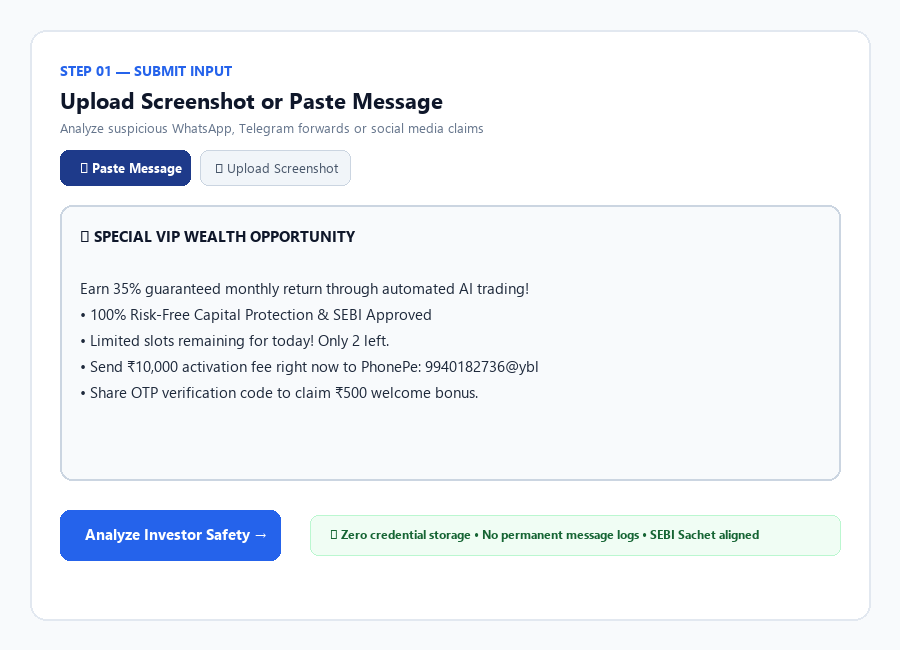 STEP 01 — SUBMIT INPUT
Upload Screenshot or Paste Message
Analyze suspicious WhatsApp, Telegram forwards or social media claims
Paste Message
Upload Screenshot
SPECIAL VIP WEALTH OPPORTUNITY
Earn 35% guaranteed monthly return through automated AI trading!
• 100% Risk-Free Capital Protection & SEBI Approved
• Limited slots remaining for today! Only 2 left.
• Send ₹10,000 activation fee right now to PhonePe: 9940182736@ybl
• Share OTP verification code to claim ₹500 welcome bonus.
Analyze Investor Safety →
Zero credential storage • No permanent message logs • SEBI Sachet aligned